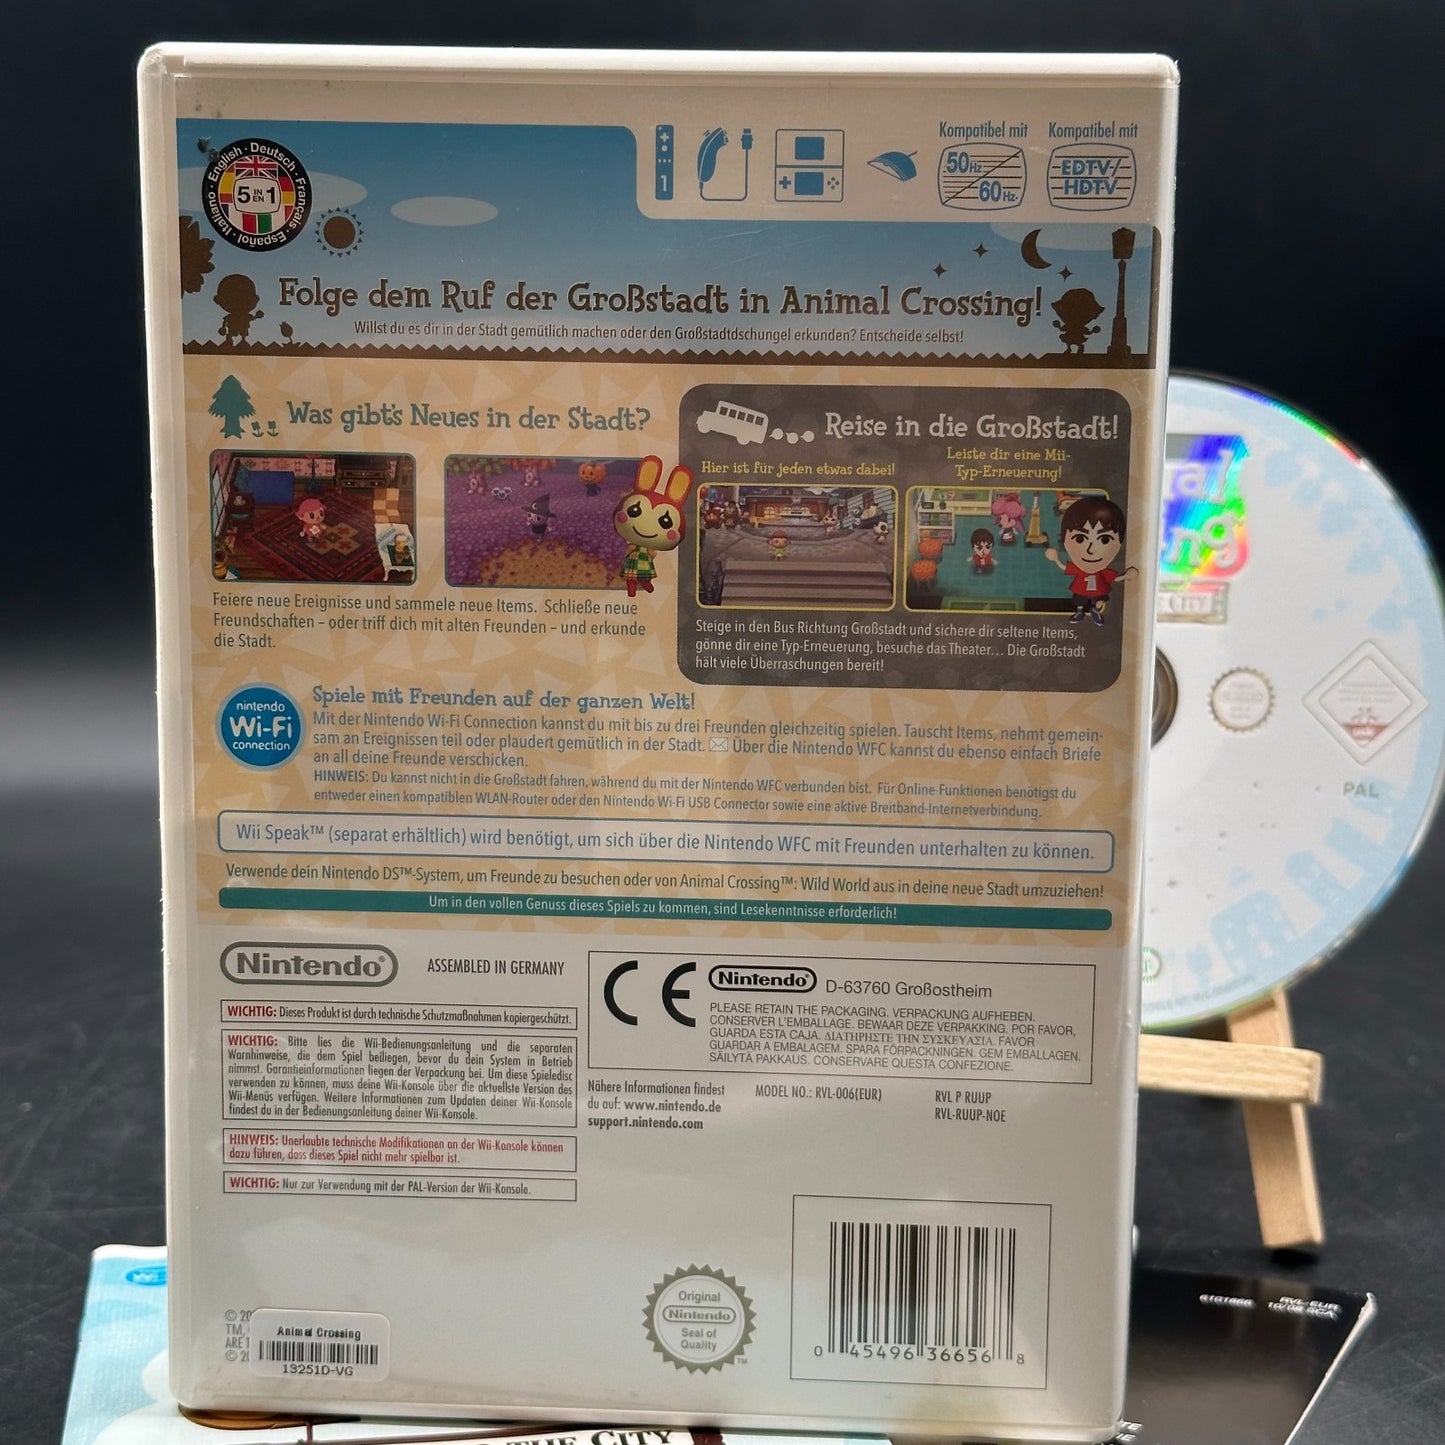 English · Deutsch · Français · Español · Italiano
5 IN EN 1
1
Kompatibel mit
50Hz
60Hz
Kompatibel mit
EDTV/
HDTV
Folge dem Ruf der Großstadt in Animal Crossing!
Willst du es dir in der Stadt gemütlich machen oder den Großstadtdschungel erkunden? Entscheide selbst!
Was gibt's Neues in der Stadt?
Feiere neue Ereignisse und sammele neue Items. Schließe neue
Freundschaften – oder triff dich mit alten Freunden – und erkunde
die Stadt.
Reise in die Großstadt!
Hier ist für jeden etwas dabei!
Leiste dir eine Mii-
Typ-Erneuerung!
1
Steige in den Bus Richtung Großstadt und sichere dir seltene Items,
gönne dir eine Typ-Erneuerung, besuche das Theater... Die Großstadt
hält viele Überraschungen bereit!
nintendo
Wi-Fi
connection
Spiele mit Freunden auf der ganzen Welt!
Mit der Nintendo Wi-Fi Connection kannst du mit bis zu drei Freunden gleichzeitig spielen. Tauscht Items, nehmt gemein-
sam an Ereignissen teil oder plaudert gemütlich in der Stadt. ✉ Über die Nintendo WFC kannst du ebenso einfach Briefe
an all deine Freunde verschicken.
HINWEIS: Du kannst nicht in die Großstadt fahren, während du mit der Nintendo WFC verbunden bist. Für Online-Funktionen benötigst du
entweder einen kompatiblen WLAN-Router oder den Nintendo Wi-Fi USB Connector sowie eine aktive Breitband-Internetverbindung.
Wii Speak™ (separat erhältlich) wird benötigt, um sich über die Nintendo WFC mit Freunden unterhalten zu können.
Verwende dein Nintendo DS™-System, um Freunde zu besuchen oder von Animal Crossing™: Wild World aus in deine neue Stadt umzuziehen!
Um in den vollen Genuss dieses Spiels zu kommen, sind Lesekenntnisse erforderlich!
Nintendo®
ASSEMBLED IN GERMANY
WICHTIG: Dieses Produkt ist durch technische Schutzmaßnahmen kopiergeschützt.
WICHTIG: Bitte lies die Wii-Bedienungsanleitung und die separaten
Warnhinweise, die dem Spiel beiliegen, bevor du dein System in Betrieb
nimmst. Garantieinformationen liegen der Verpackung bei. Um diese Spieledisc
verwenden zu können, muss deine Wii-Konsole über die aktuellste Version des
Wii-Menüs verfügen. Weitere Informationen zum Updaten deiner Wii-Konsole
findest du in der Bedienungsanleitung deiner Wii-Konsole.
HINWEIS: Unerlaubte technische Modifikationen an der Wii-Konsole können
dazu führen, dass dieses Spiel nicht mehr spielbar ist.
WICHTIG: Nur zur Verwendung mit der PAL-Version der Wii-Konsole.
CE
Nintendo® D-63760 Großostheim
PLEASE RETAIN THE PACKAGING. VERPACKUNG AUFHEBEN.
CONSERVER L'EMBALLAGE. BEWAAR DEZE VERPAKKING. POR FAVOR,
GUARDA ESTA CAJA. ΔΙΑΤΗΡΗΣΤΕ ΤΗΝ ΣΥΣΚΕΥΑΣΙΑ. FAVOR
GUARDAR A EMBALAGEM. SPARA FÖRPACKNINGEN. GEM EMBALLAGEN.
SÄILYTÄ PAKKAUS. CONSERVARE QUESTA CONFEZIONE.
Nähere Informationen findest
du auf: www.nintendo.de
support.nintendo.com
MODEL NO.: RVL-006(EUR)
RVL P RUUP
RVL-RUUP-NOE
Original
Nintendo®
Seal of
Quality
TM
0 45496 36656 8
© 20
TM,
ARE T
© 20
Animal Crossing
13251D-VG
PAL
THE CITY